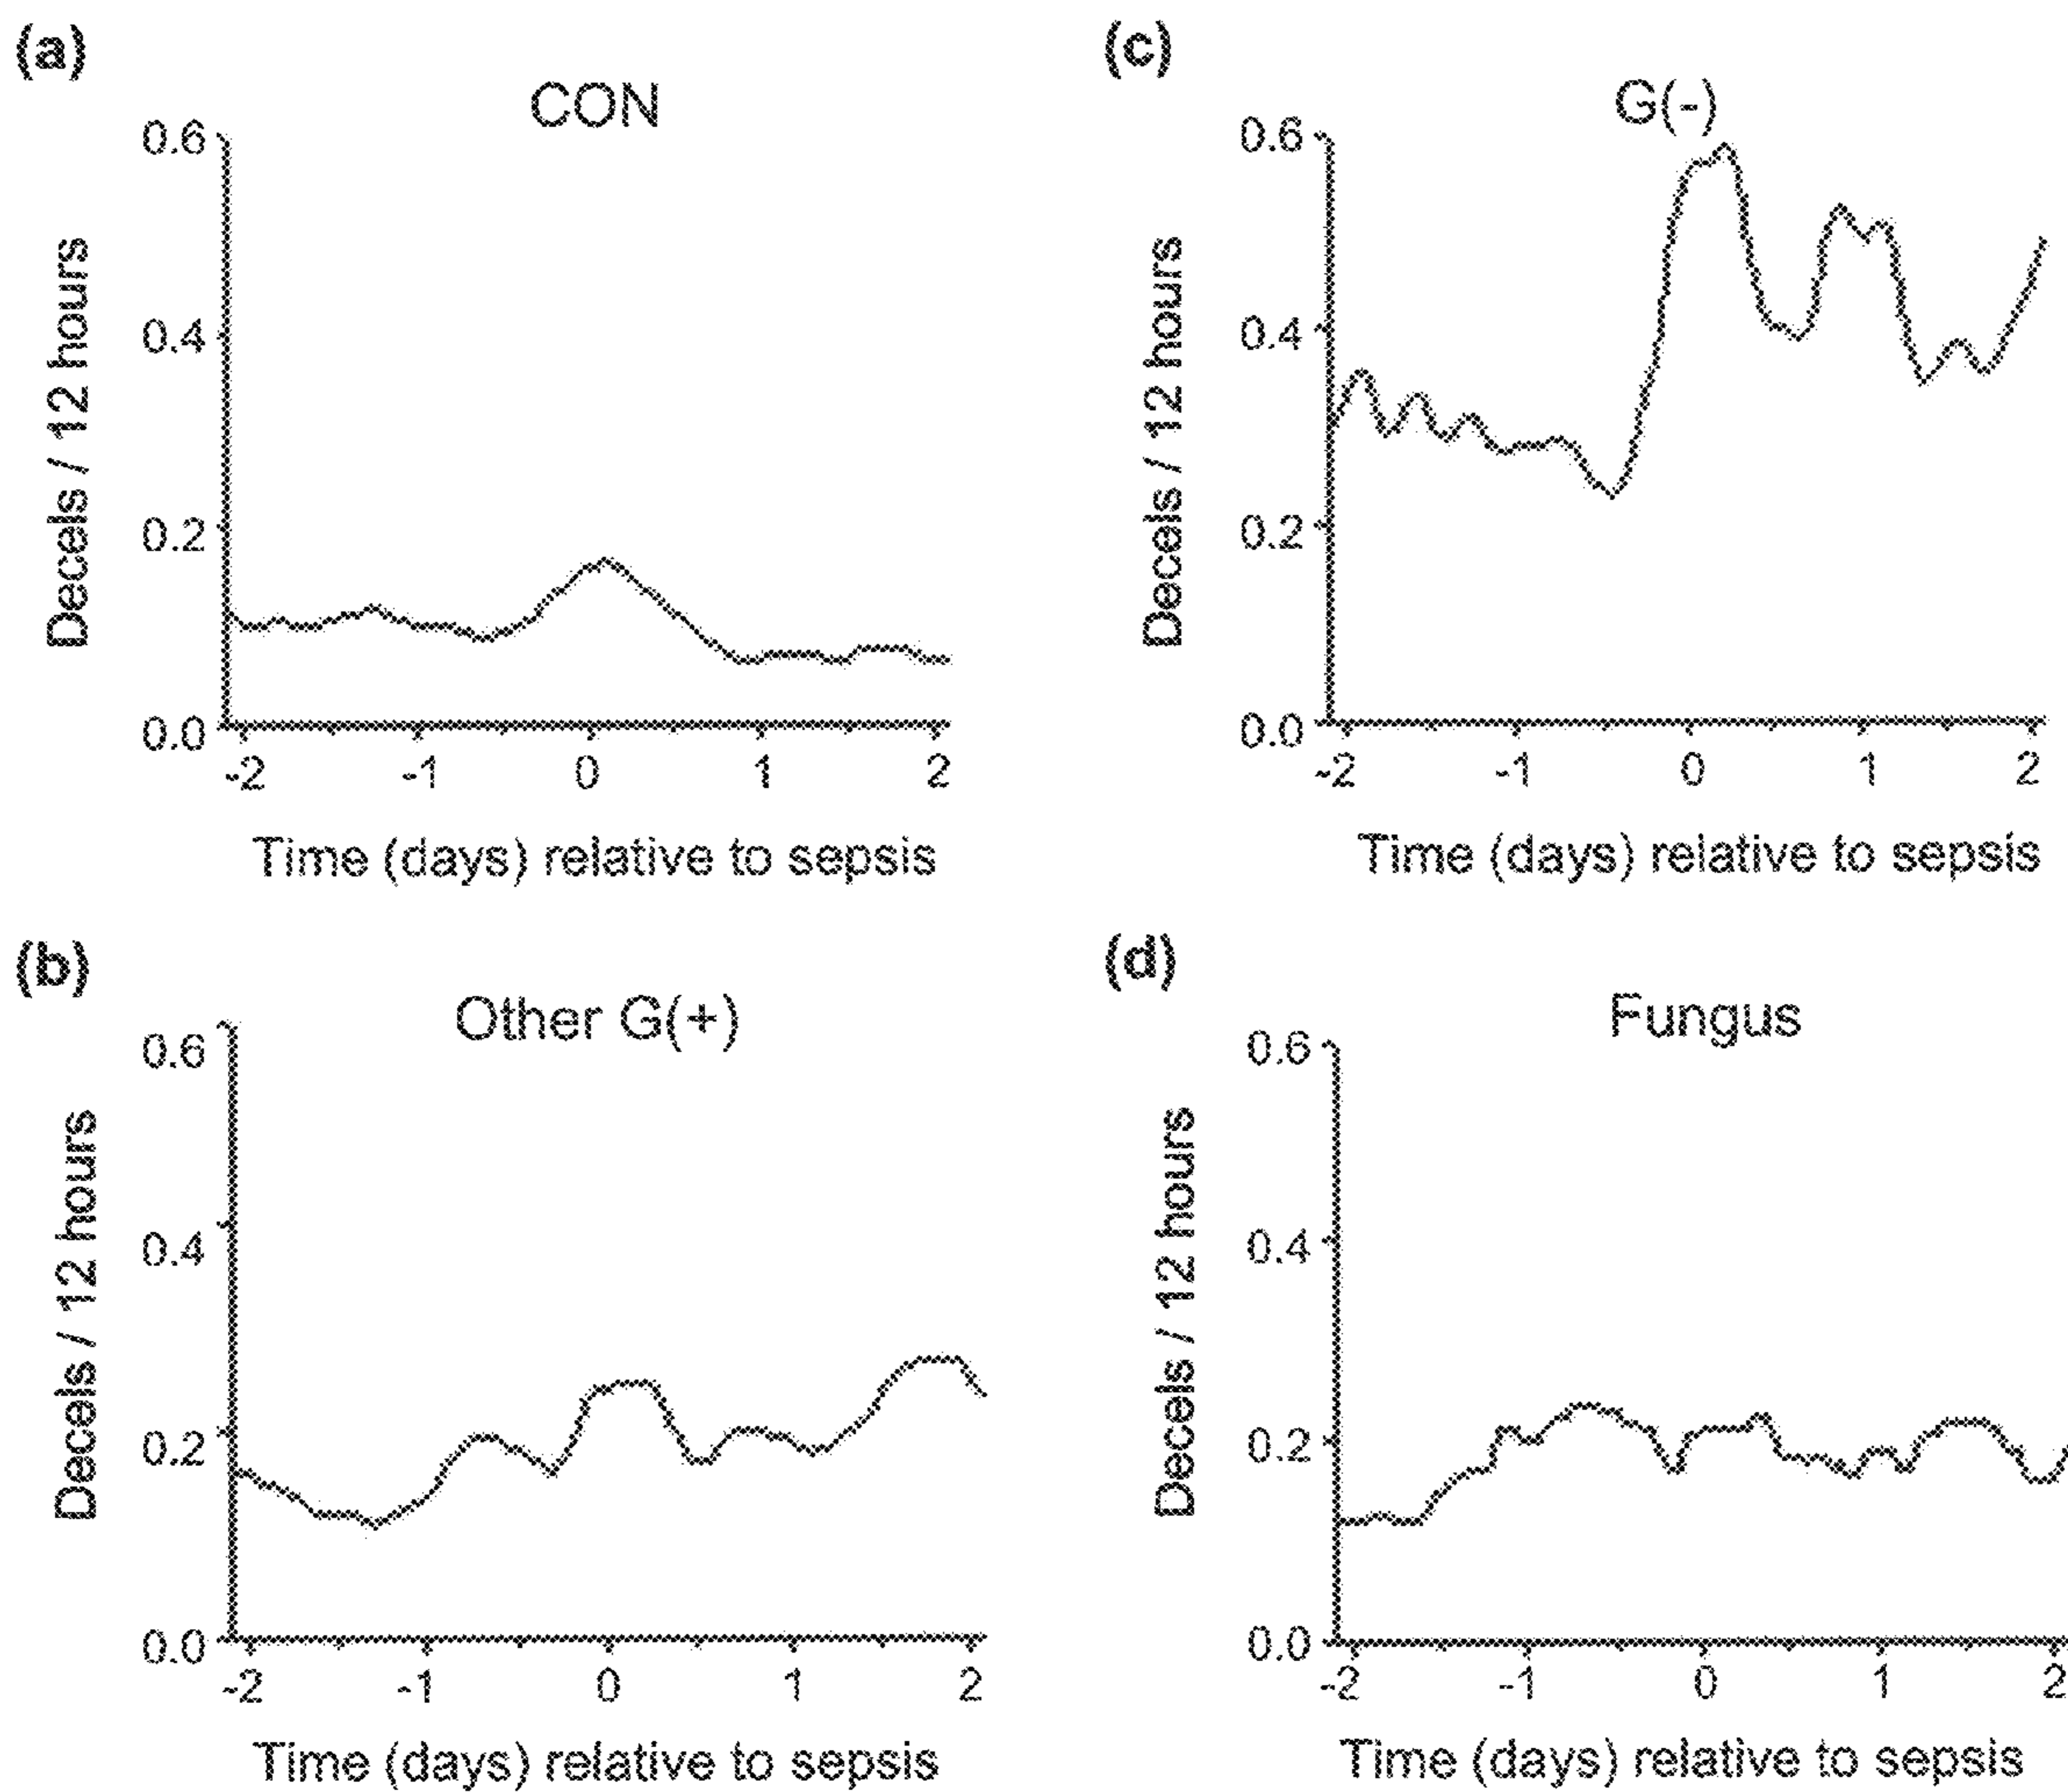 (a)
CON
0.6
0.4
0.2
0.0
Decels / 12 hours
-2 -1 0 1 2
Time (days) relative to sepsis
(b)
Other G(+)
0.6
0.4
0.2
0.0
Decels / 12 hours
-2 -1 0 1 2
Time (days) relative to sepsis
(c)
G(-)
0.6
0.4
0.2
0.0
Decels / 12 hours
-2 -1 0 1 2
Time (days) relative to sepsis
(d)
Fungus
0.6
0.4
0.2
0.0
Decels / 12 hours
-2 -1 0 1 2
Time (days) relative to sepsis